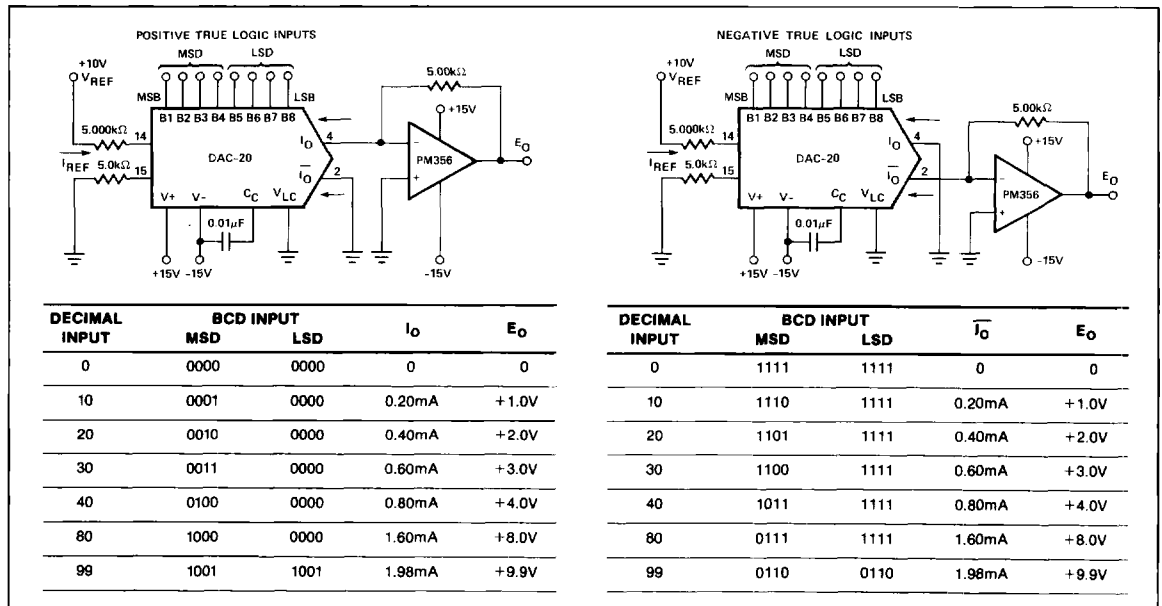 POSITIVE TRUE LOGIC INPUTS
MSD LSD
+10V
VREF
MSB B1 B2 B3 B4 B5 B6 B7 B8 LSB
5.000kΩ
14
IREF
5.0kΩ
15
DAC-20
IO 4
I̅O 2
V+ V− CC VLC
0.01μF
+15V -15V
5.00kΩ
+15V
−
+
PM356
EO
-15V
NEGATIVE TRUE LOGIC INPUTS
MSD LSD
+10V
VREF
MSB B1 B2 B3 B4 B5 B6 B7 B8 LSB
5.000kΩ
14
IREF
5.0kΩ
15
DAC-20
IO 4
I̅O 2
V+ V− CC VLC
0.01μF
+15V -15V
5.00kΩ
+15V
−
+
PM356
EO
-15V
DECIMAL INPUT BCD INPUT MSD LSD IO EO
0 0000 0000 0 0
10 0001 0000 0.20mA +1.0V
20 0010 0000 0.40mA +2.0V
30 0011 0000 0.60mA +3.0V
40 0100 0000 0.80mA +4.0V
80 1000 0000 1.60mA +8.0V
99 1001 1001 1.98mA +9.9V
DECIMAL INPUT BCD INPUT MSD LSD I̅O EO
0 1111 1111 0 0
10 1110 1111 0.20mA +1.0V
20 1101 1111 0.40mA +2.0V
30 1100 1111 0.60mA +3.0V
40 1011 1111 0.80mA +4.0V
80 0111 1111 1.60mA +8.0V
99 0110 0110 1.98mA +9.9V